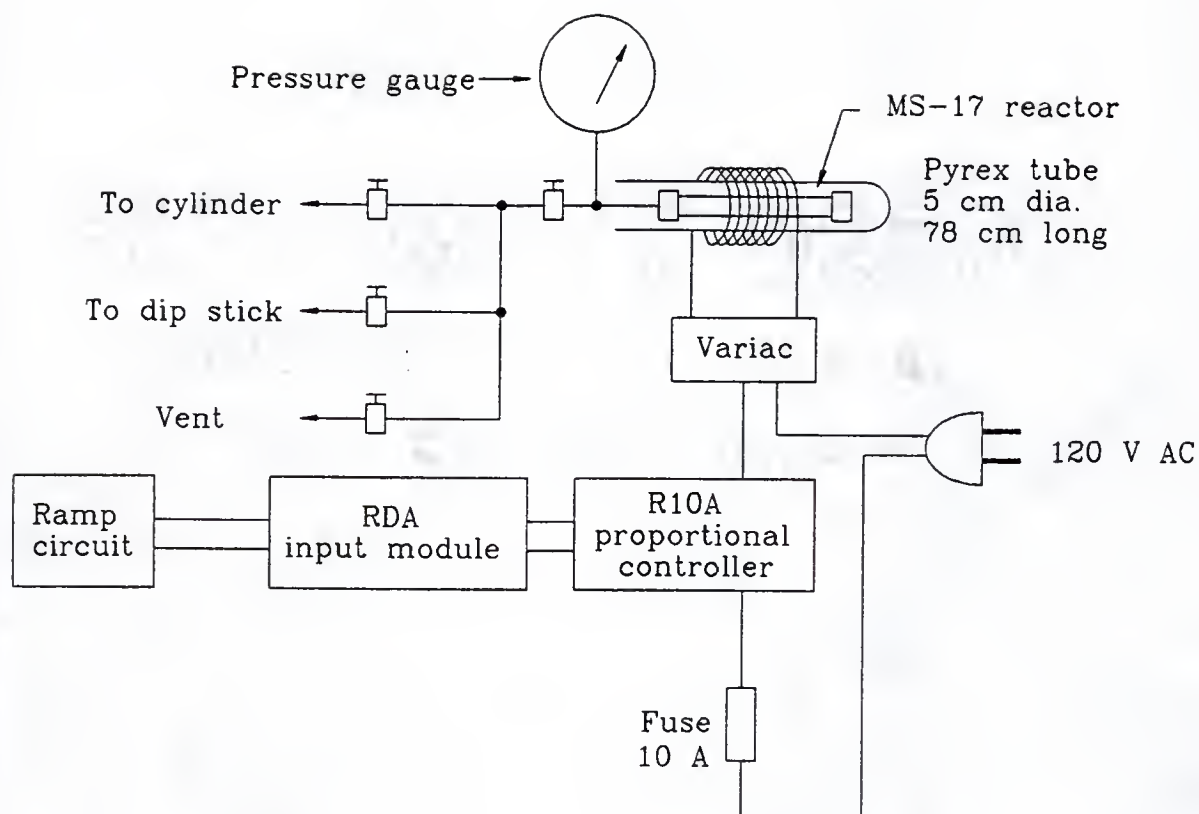 Pressure gauge
MS-17 reactor
Pyrex tube
5 cm dia.
78 cm long
To cylinder
To dip stick
Variac
Vent
120 V AC
Ramp
circuit
RDA
input module
R10A
proportional
controller
Fuse
10 A